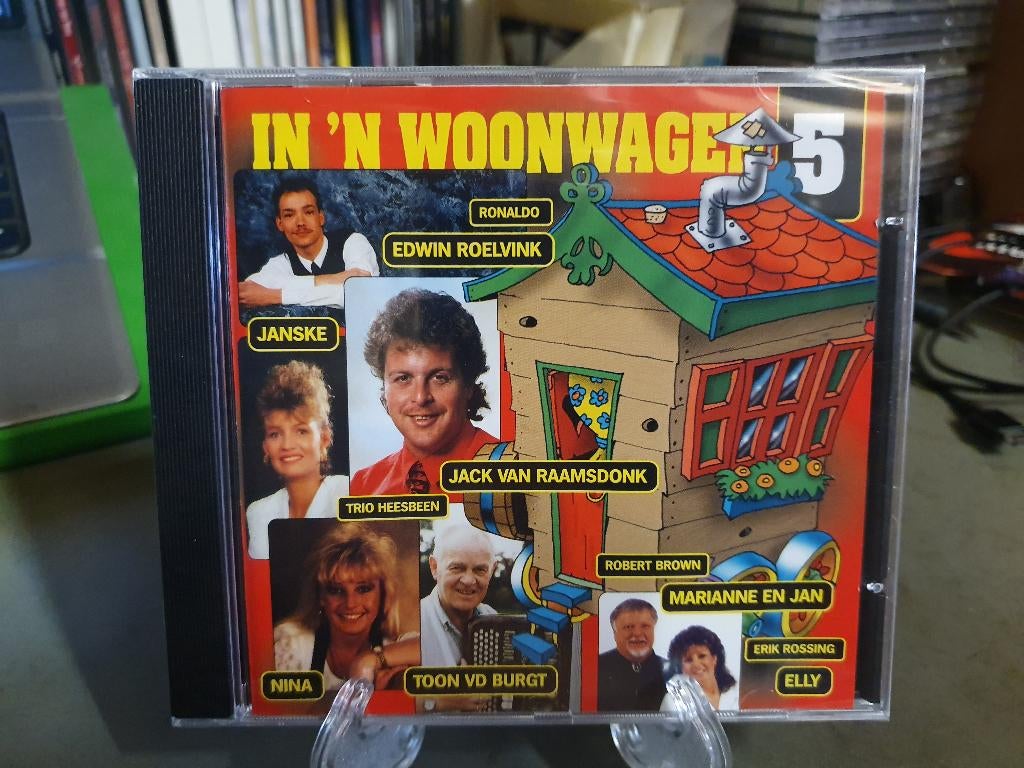 IN 'N WOONWAGEN 5
RONALDO
EDWIN ROELVINK
JANSKE
JACK VAN RAAMSDONK
TRIO HEESBEEN
ROBERT BROWN
MARIANNE EN JAN
ERIK ROSSING
NINA
TOON VD BURGT
ELLY